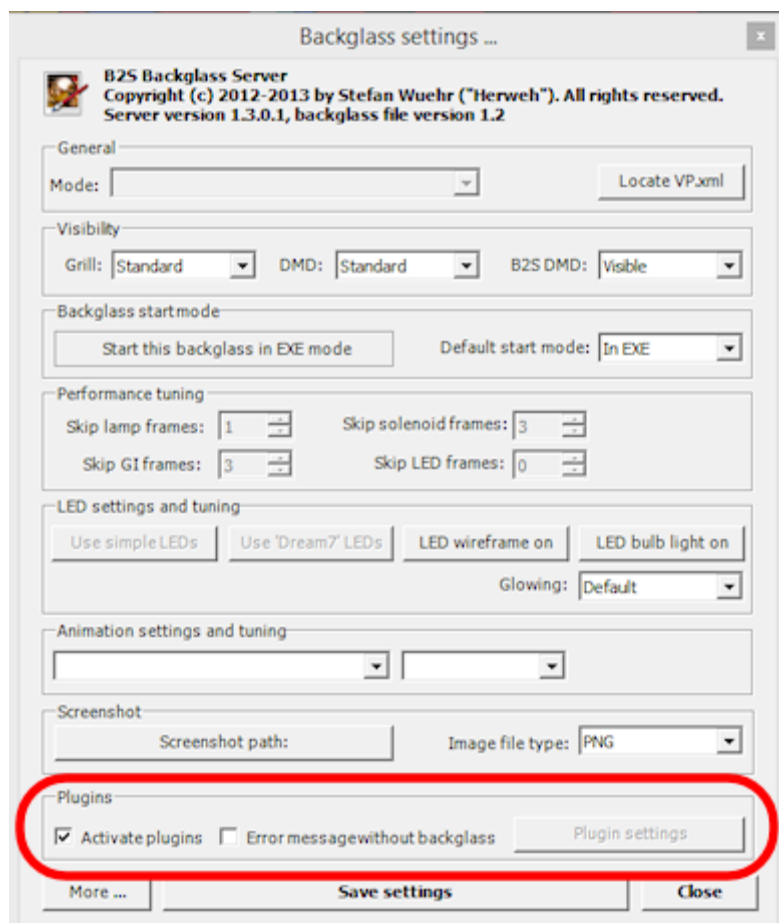 Backglass settings ...
x
B2S Backglass Server
Copyright (c) 2012-2013 by Stefan Wuehr ("Herweh"). All rights reserved.
Server version 1.3.0.1, backglass file version 1.2
General
Mode: Locate VP.xml
Visibility
Grill: Standard DMD: Standard B2S DMD: Visible
Backglass startmode
Start this backglass in EXE mode Default start mode: In EXE
Performance tuning
Skip lamp frames: 1 Skip solenoid frames: 3
Skip GI frames: 3 Skip LED frames: 0
LED settings and tuning
Use simple LEDs Use 'Dream7' LEDs LED wireframe on LED bulb light on
Glowing: Default
Animation settings and tuning
Screenshot
Screenshot path: Image file type: PNG
Plugins
Activate plugins Error message without backglass Plugin settings
More ... Save settings Close